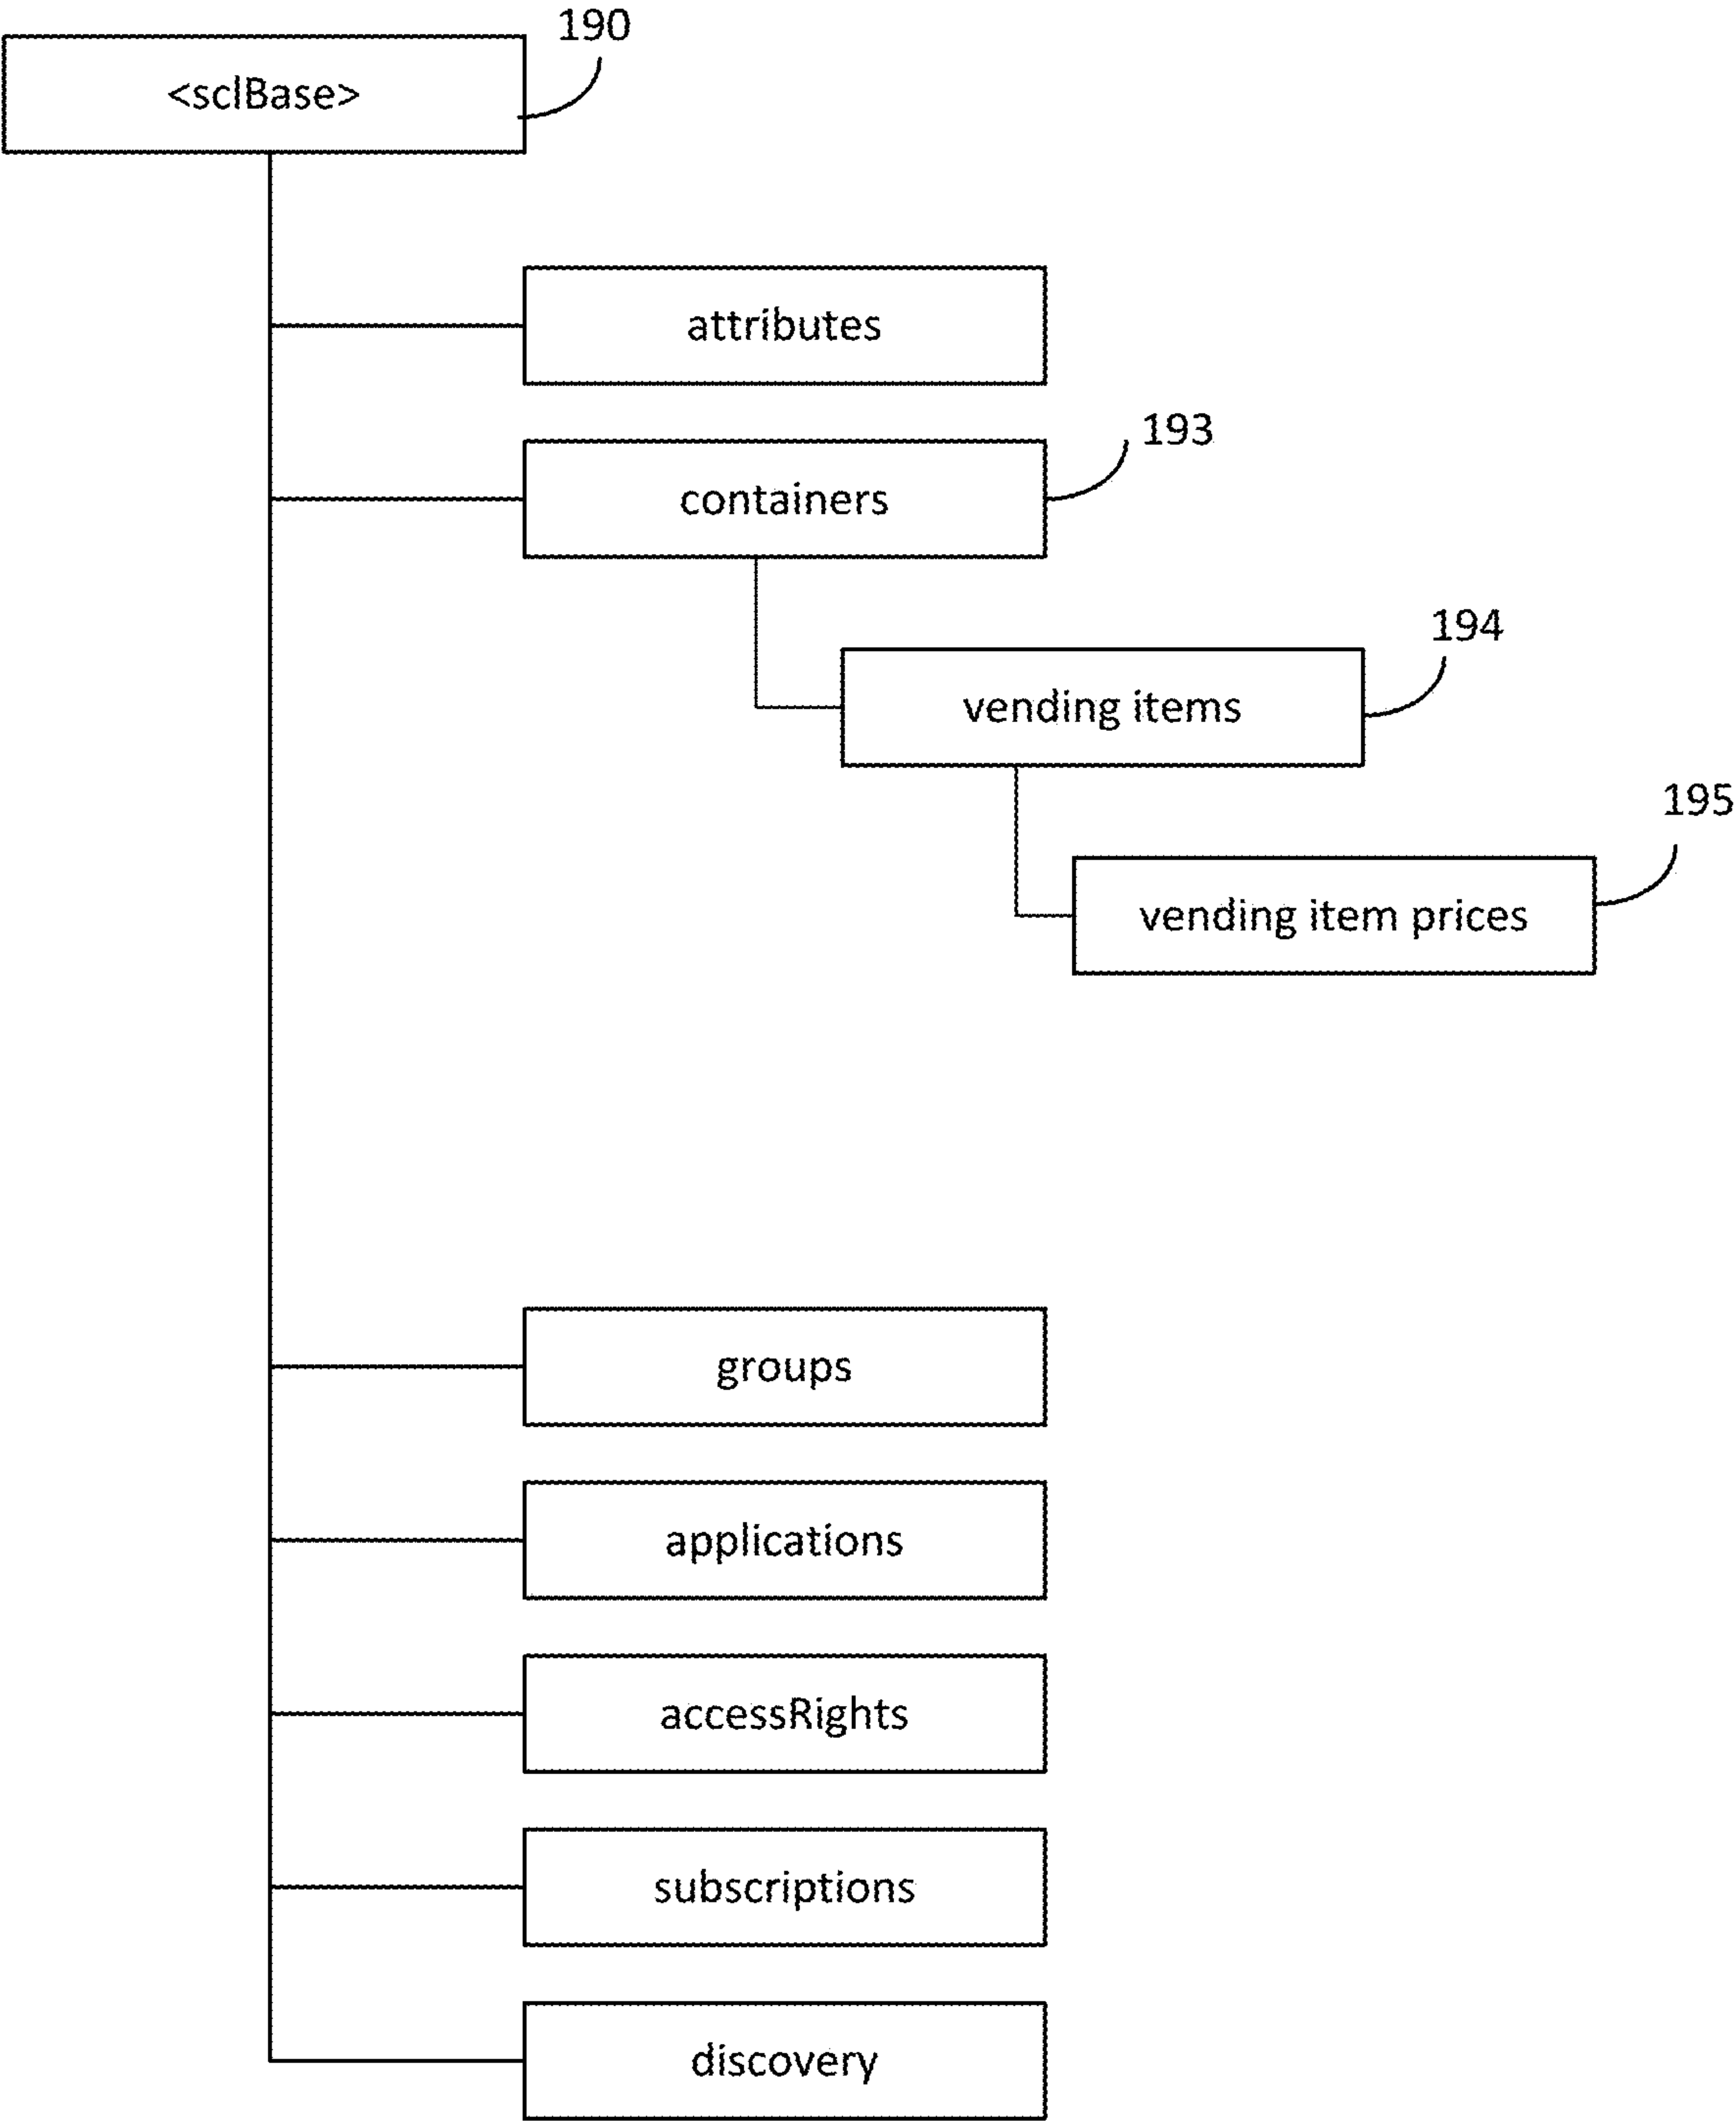 190
<sclBase>
attributes
193
containers
194
vending items
195
vending item prices
groups
applications
accessRights
subscriptions
discovery